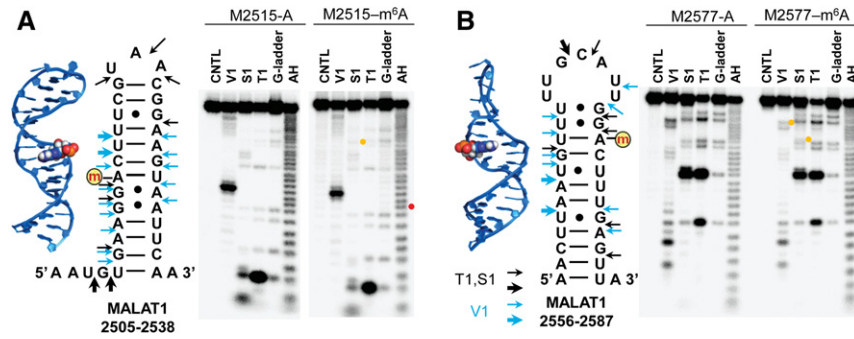 A
M2515-A
M2515–m⁶A
CNTL
V1
S1
T1
G-ladder
AH
CNTL
V1
S1
T1
G-ladder
AH
A
U A
G C
C G
U G
U A
U A
C G
m A U
G A
G A
A U
A U
G C
5' A A U G U A A 3'
MALAT1
2505-2538
B
M2577-A
M2577–m⁶A
CNTL
V1
S1
T1
G-ladder
AH
CNTL
V1
S1
T1
G-ladder
AH
G C A
U U
U U
U G
U G
U A m
G C
U U
A U
A U
U G
U A
C G
A U
5' A U A 3'
MALAT1
2556-2587
T1,S1
V1